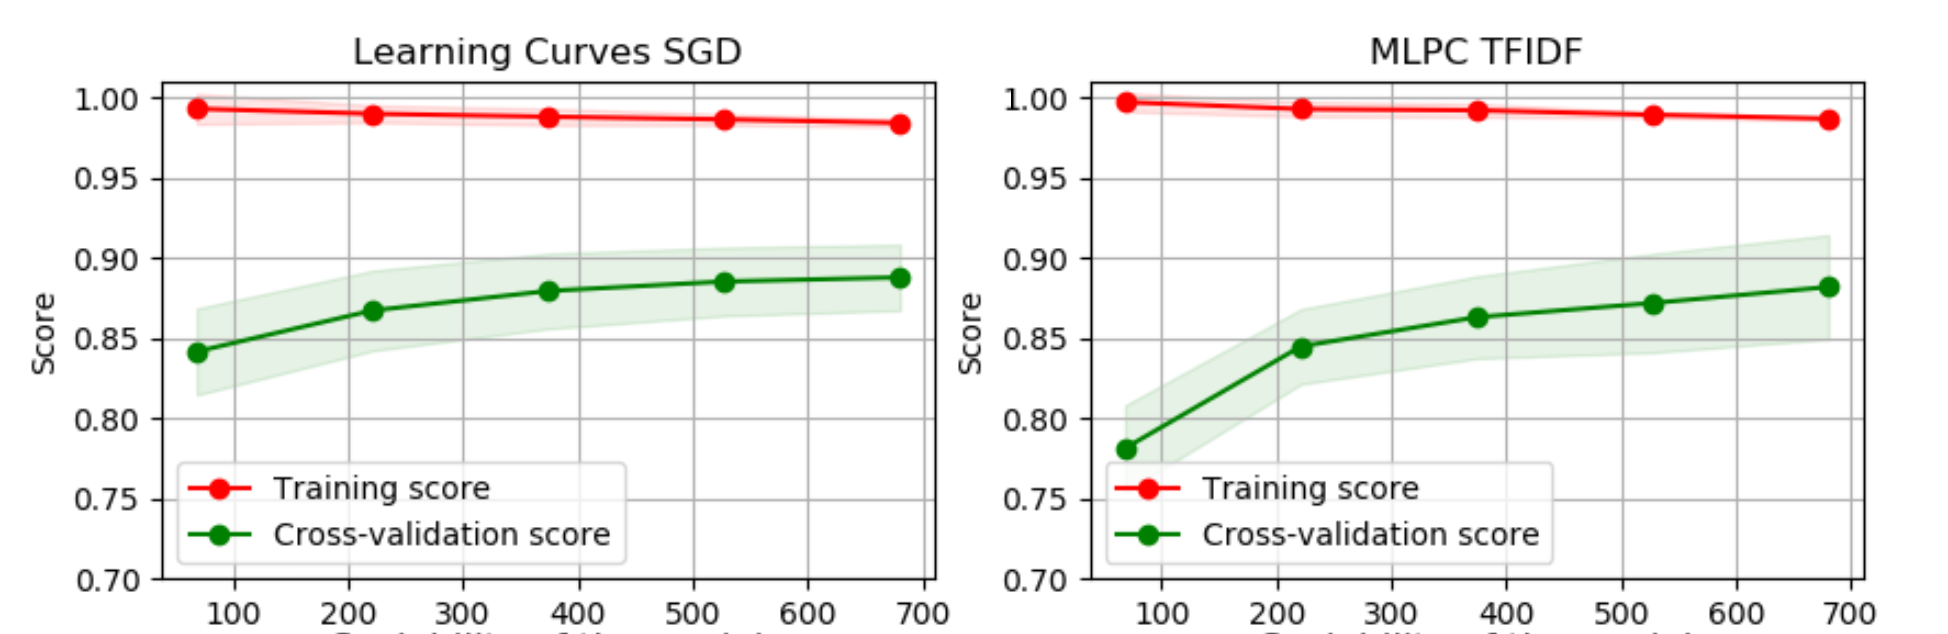 Learning Curves SGD
1.00
0.95
0.90
0.85
0.80
0.75
0.70
Score
Training score
Cross-validation score
100 200 300 400 500 600 700
MLPC TFIDF
1.00
0.95
0.90
0.85
0.80
0.75
0.70
Score
Training score
Cross-validation score
100 200 300 400 500 600 700